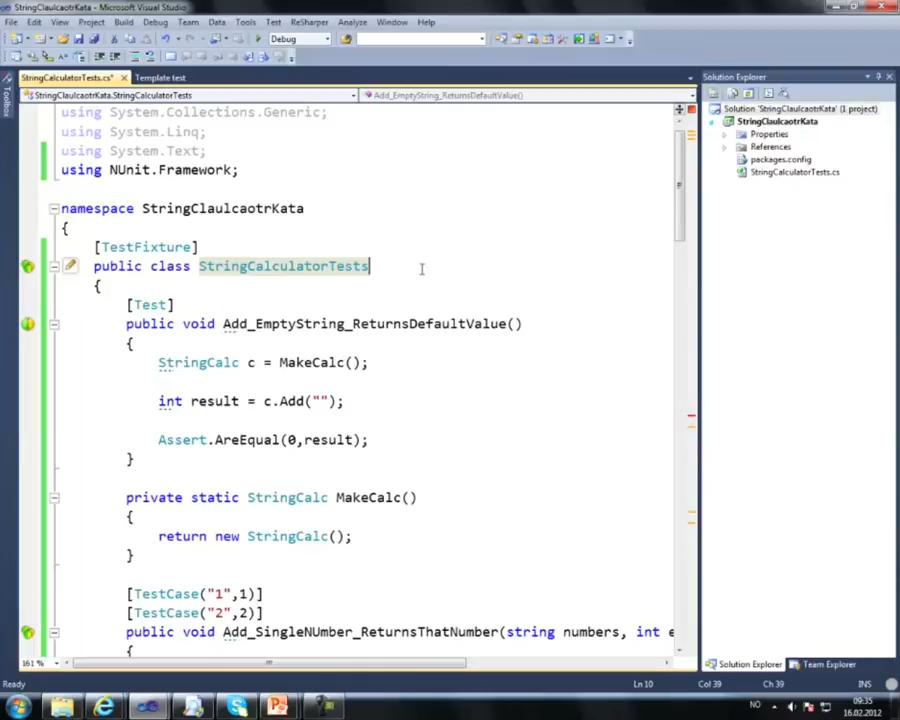 StringClaulcaotrKata - Microsoft Visual Studio
File Edit View Project Build Debug Team Data Tools Test ReSharper Analyze Window Help
Debug
StringCalculatorTests.cs* Template test
StringClaulcaotrKata.StringCalculatorTests
Add_EmptyString_ReturnsDefaultValue()
using System.Collections.Generic;
using System.Linq;
using System.Text;
using NUnit.Framework;
namespace StringClaulcaotrKata
{
[TestFixture]
public class StringCalculatorTests
{
[Test]
public void Add_EmptyString_ReturnsDefaultValue()
{
StringCalc c = MakeCalc();
int result = c.Add("");
Assert.AreEqual(0,result);
}
private static StringCalc MakeCalc()
{
return new StringCalc();
}
[TestCase("1",1)]
[TestCase("2",2)]
public void Add_SingleNUmber_ReturnsThatNumber(string numbers, int e
{
161 %
Toolbox
Solution Explorer
Solution 'StringClaulcaotrKata' (1 project)
StringClaulcaotrKata
Properties
References
packages.config
StringCalculatorTests.cs
Solution Explorer Team Explorer
Ready Ln 10 Col 39 Ch 39 INS
NO
09:35
16.02.2012